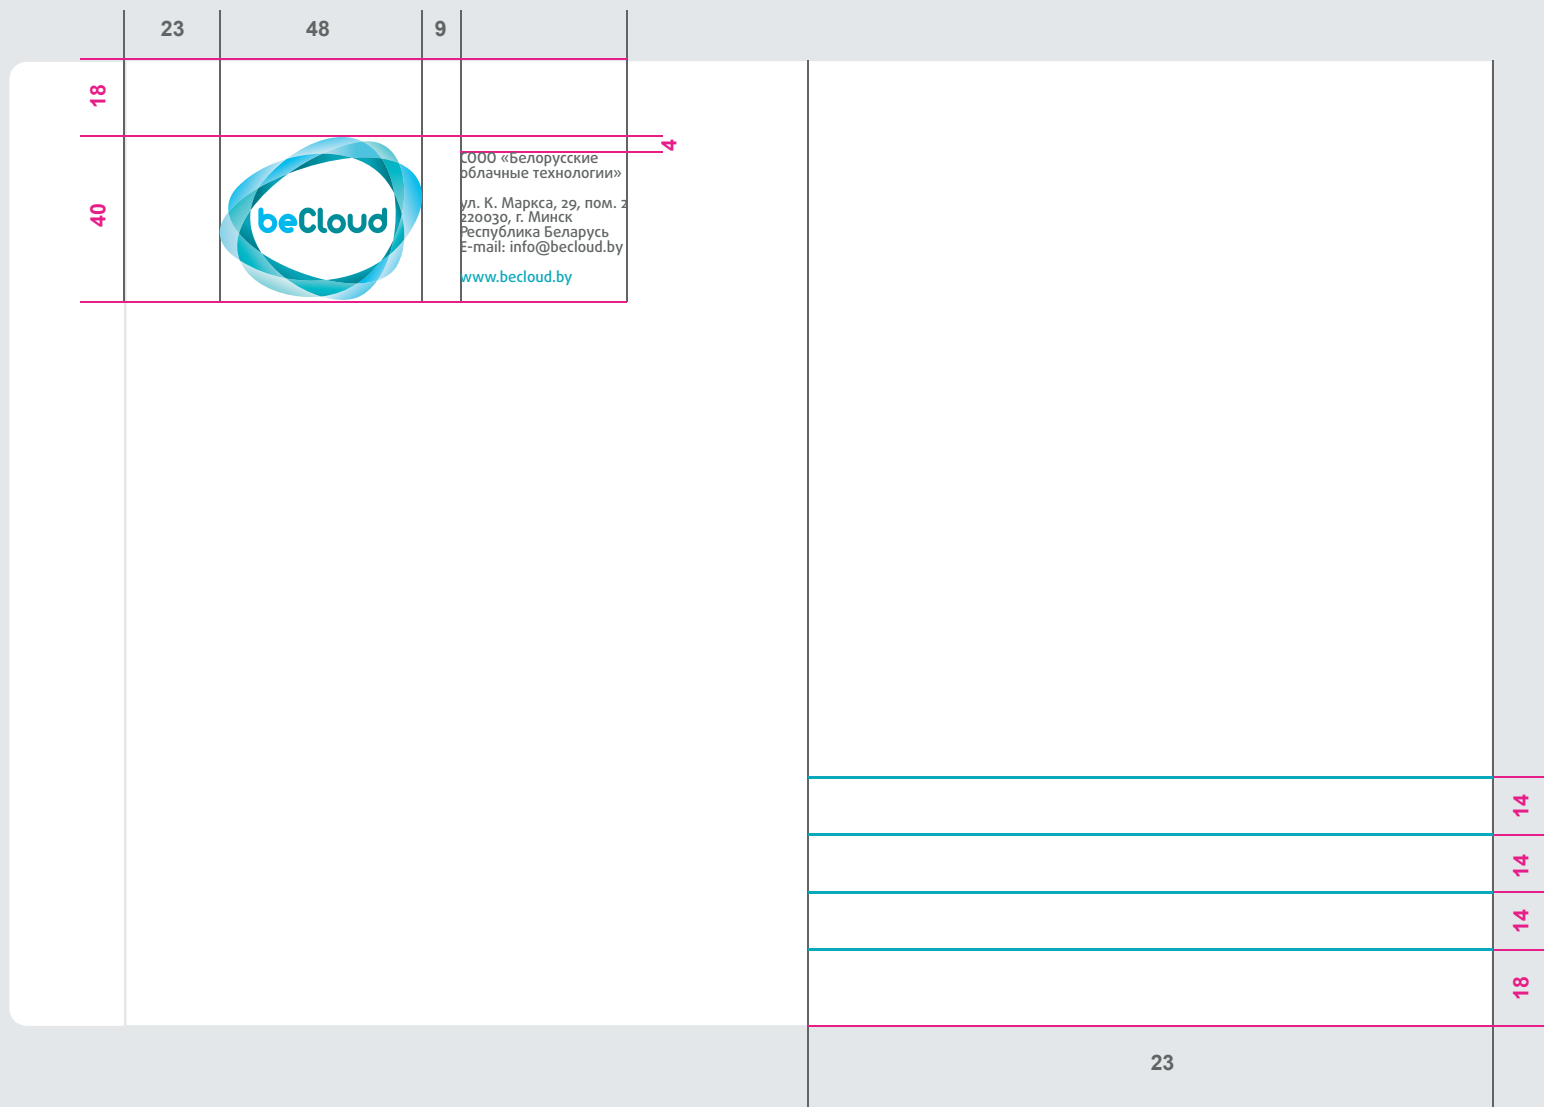 23 48 9
18
4
40
beCloud
СООО «Белорусские
облачные технологии»
ул. К. Маркса, 29, пом. 2
220030, г. Минск
Республика Беларусь
E-mail: info@becloud.by
www.becloud.by
14
14
14
18
23